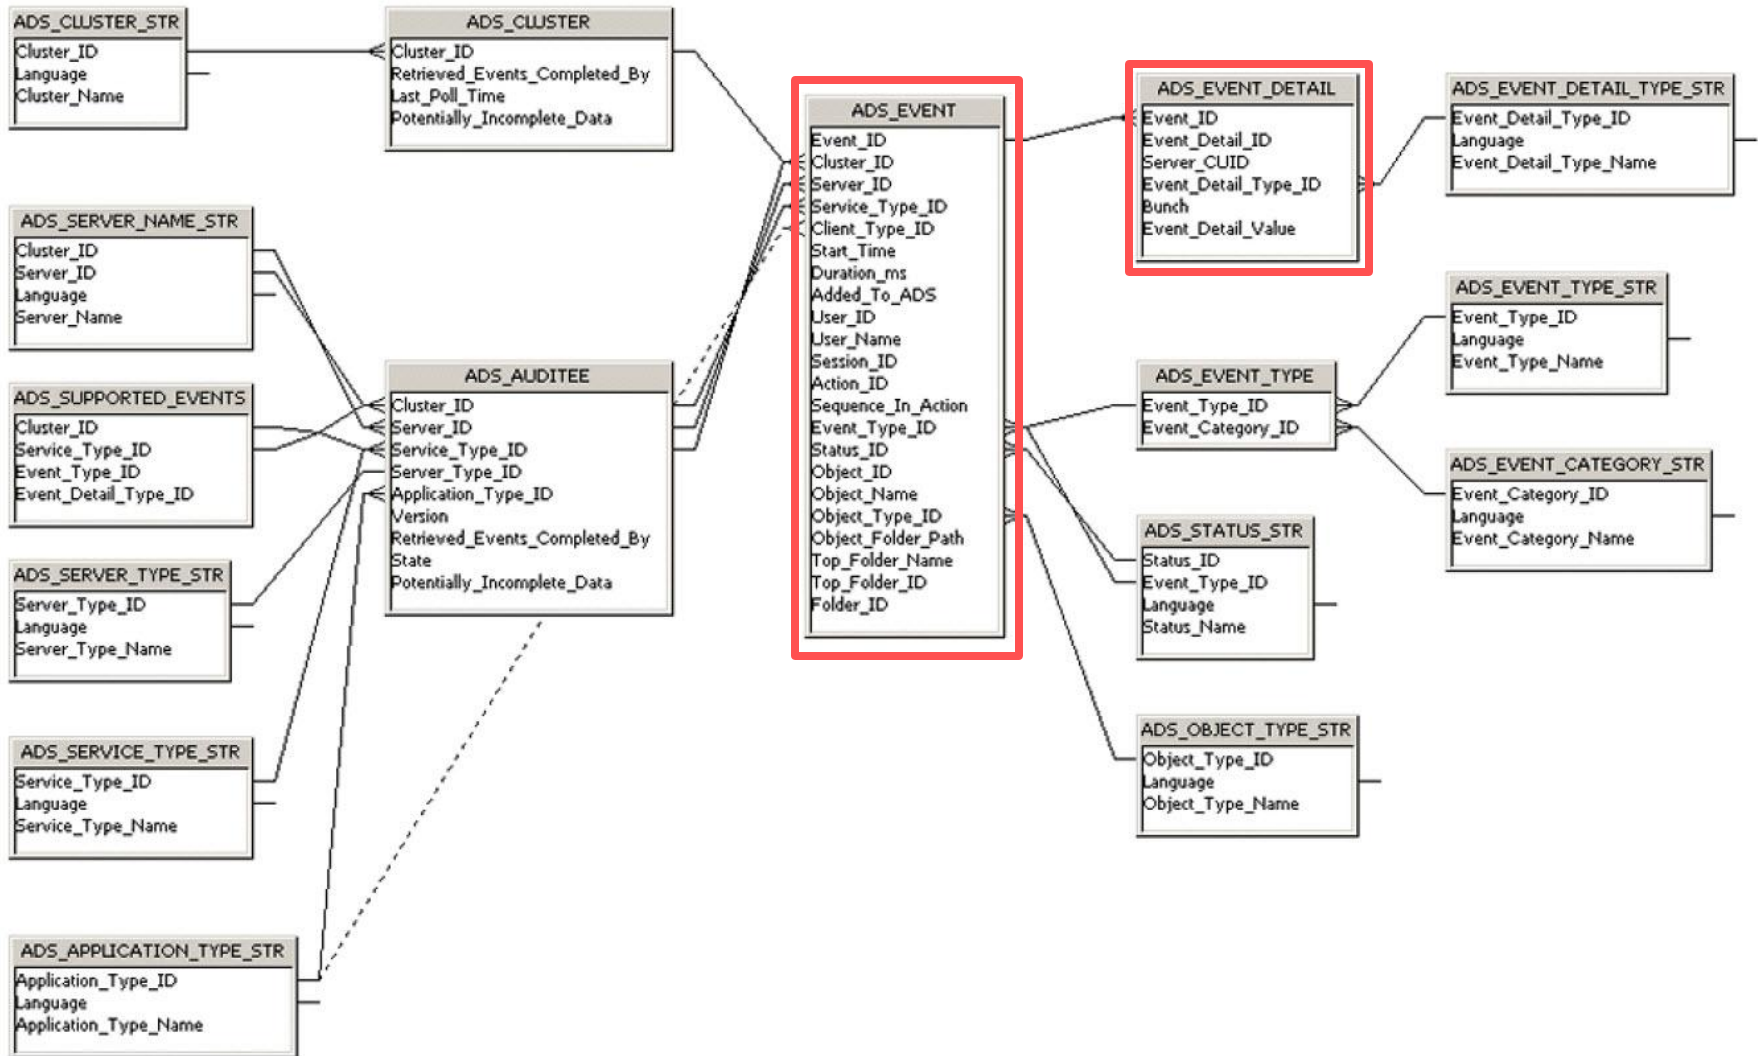 ADS_CLUSTER_STR
Cluster_ID
Language
Cluster_Name
ADS_CLUSTER
Cluster_ID
Retrieved_Events_Completed_By
Last_Poll_Time
Potentially_Incomplete_Data
ADS_SERVER_NAME_STR
Cluster_ID
Server_ID
Language
Server_Name
ADS_SUPPORTED_EVENTS
Cluster_ID
Service_Type_ID
Event_Type_ID
Event_Detail_Type_ID
ADS_SERVER_TYPE_STR
Server_Type_ID
Language
Server_Type_Name
ADS_SERVICE_TYPE_STR
Service_Type_ID
Language
Service_Type_Name
ADS_APPLICATION_TYPE_STR
Application_Type_ID
Language
Application_Type_Name
ADS_AUDITEE
Cluster_ID
Server_ID
Service_Type_ID
Server_Type_ID
Application_Type_ID
Version
Retrieved_Events_Completed_By
State
Potentially_Incomplete_Data
ADS_EVENT
Event_ID
Cluster_ID
Server_ID
Service_Type_ID
Client_Type_ID
Start_Time
Duration_ms
Added_To_ADS
User_ID
User_Name
Session_ID
Action_ID
Sequence_In_Action
Event_Type_ID
Status_ID
Object_ID
Object_Name
Object_Type_ID
Object_Folder_Path
Top_Folder_Name
Top_Folder_ID
Folder_ID
ADS_EVENT_DETAIL
Event_ID
Event_Detail_ID
Server_CUID
Event_Detail_Type_ID
Bunch
Event_Detail_Value
ADS_EVENT_DETAIL_TYPE_STR
Event_Detail_Type_ID
Language
Event_Detail_Type_Name
ADS_EVENT_TYPE_STR
Event_Type_ID
Language
Event_Type_Name
ADS_EVENT_TYPE
Event_Type_ID
Event_Category_ID
ADS_EVENT_CATEGORY_STR
Event_Category_ID
Language
Event_Category_Name
ADS_STATUS_STR
Status_ID
Event_Type_ID
Language
Status_Name
ADS_OBJECT_TYPE_STR
Object_Type_ID
Language
Object_Type_Name